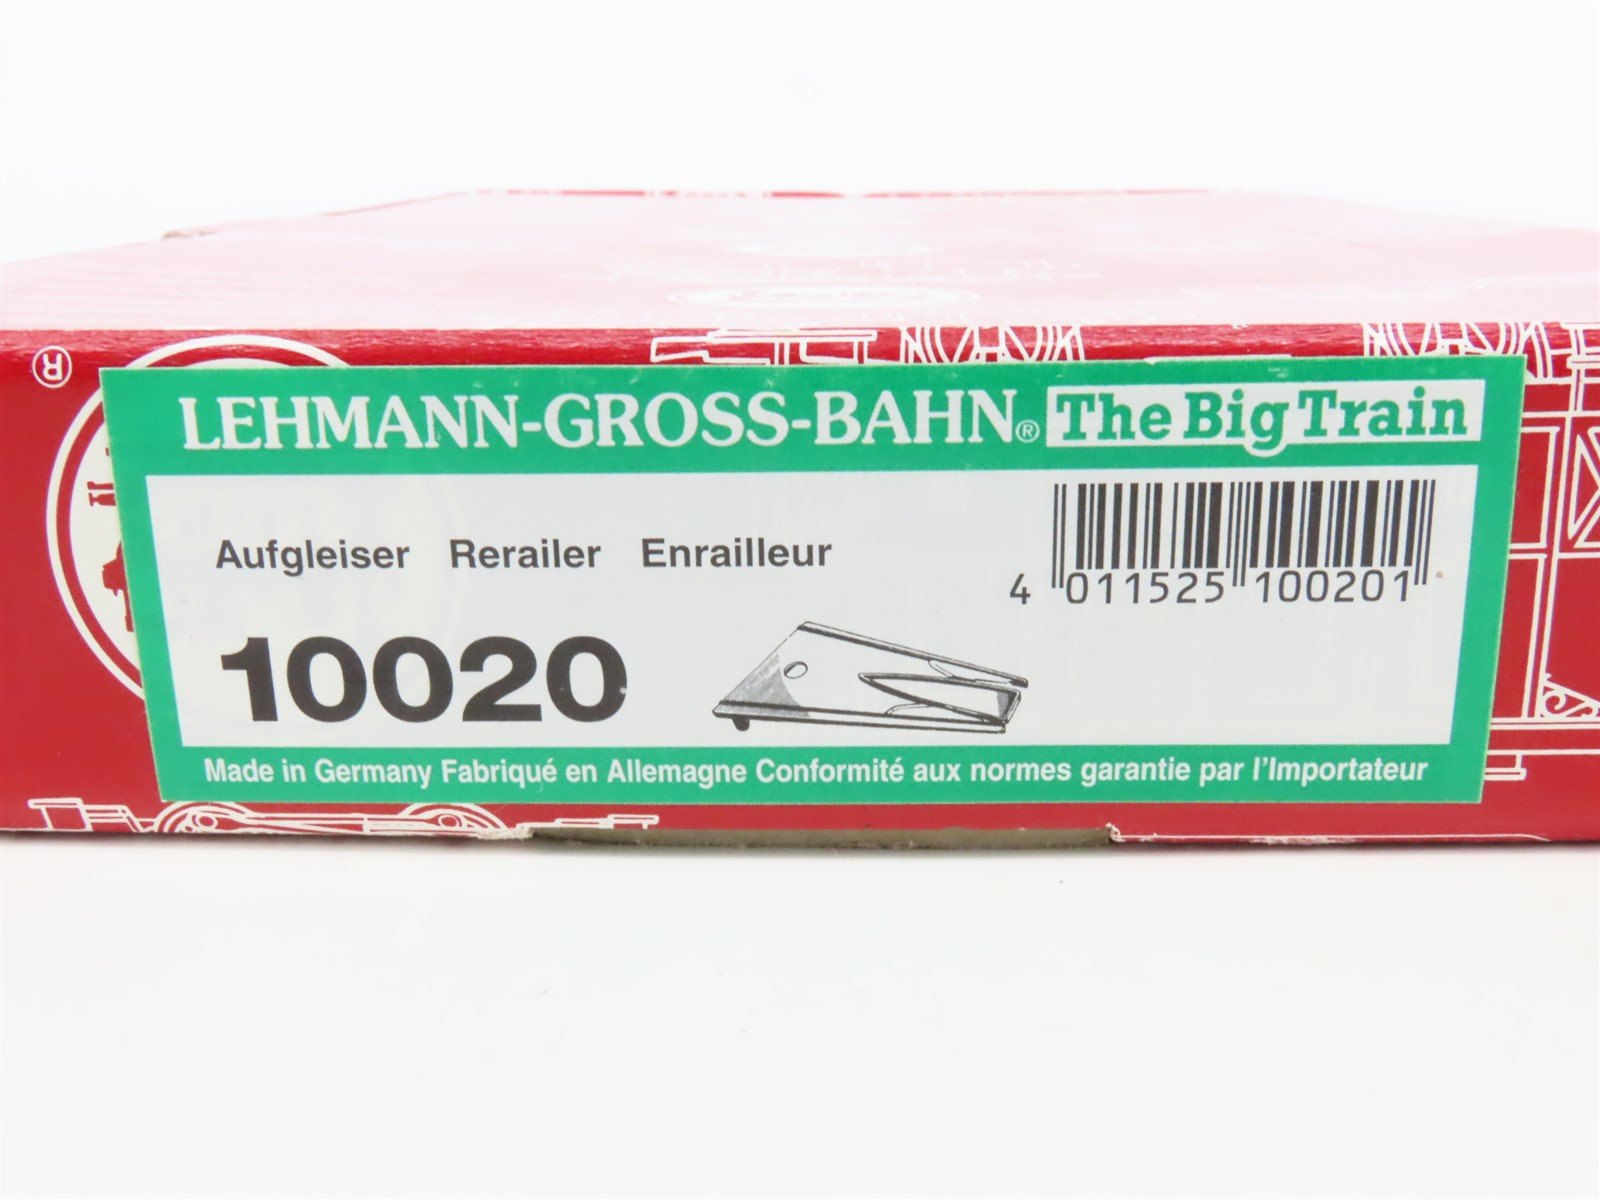 ®
LEHMANN-GROSS-BAHN® The Big Train
Aufgleiser Rerailer Enrailleur
4 011525 100201
10020
Made in Germany Fabriqué en Allemagne Conformité aux normes garantie par l'Importateur